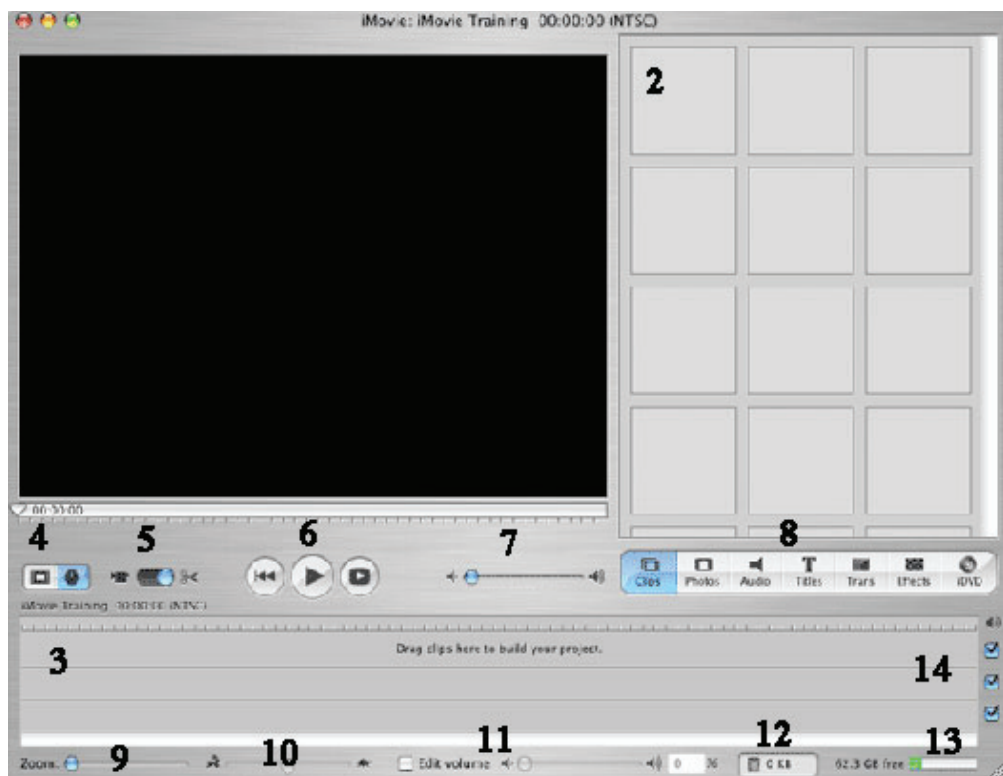 iMovie: iMovie Training 00:00:00 (NTSC)
2
00:00:00
4
5
6
7
8
Clips
Photos
Audio
Titles
Trans
Effects
iDVD
iMovie Training 00:00:00 (NTSC)
Drag clips here to build your project.
3
14
9
10
11
12
13
Zoom:
Edit volume
0 %
0 KB
62.3 GB free